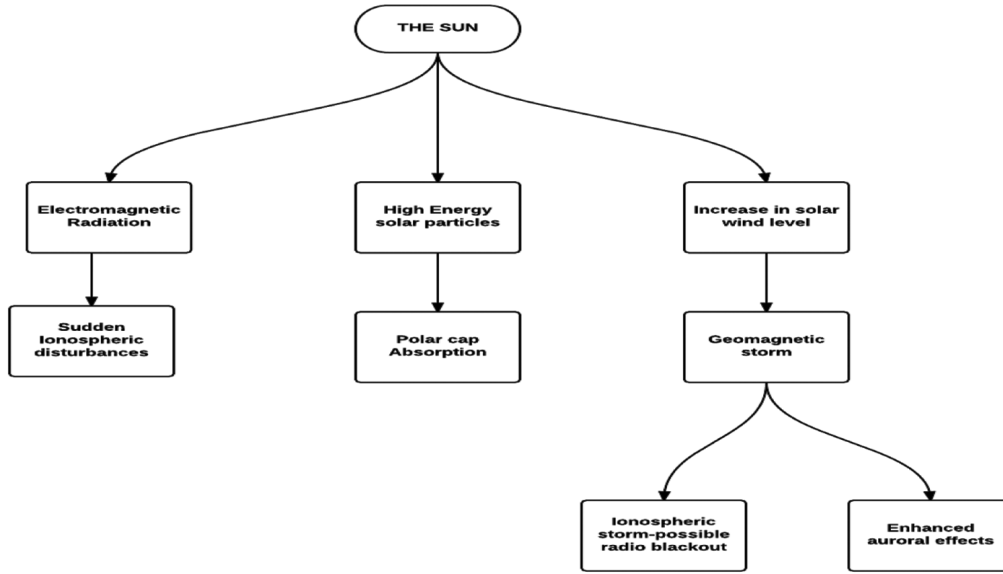 THE SUN
Electromagnetic
Radiation
High Energy
solar particles
Increase in solar
wind level
Sudden
Ionospheric
disturbances
Polar cap
Absorption
Geomagnetic
storm
Ionospheric
storm-possible
radio blackout
Enhanced
auroral effects